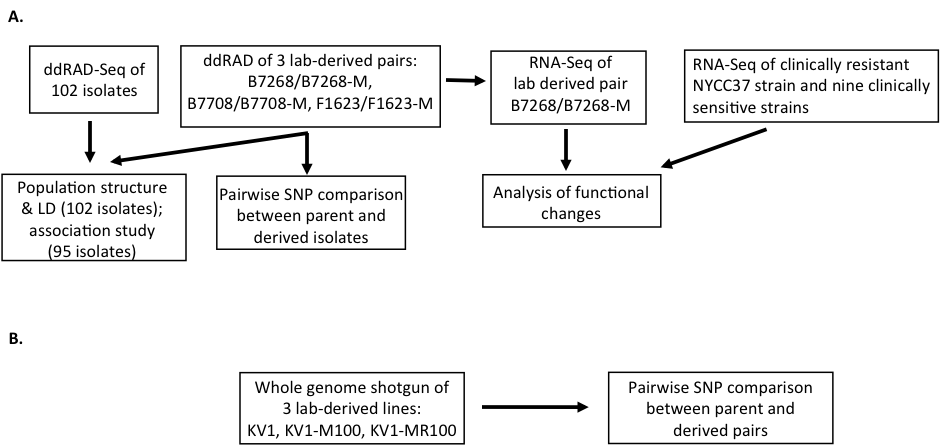 A.
ddRAD-Seq of
102 isolates
ddRAD of 3 lab-derived pairs:
B7268/B7268-M,
B7708/B7708-M, F1623/F1623-M
RNA-Seq of
lab derived pair
B7268/B7268-M
RNA-Seq of clinically resistant
NYCC37 strain and nine clinically
sensitive strains
Population structure
& LD (102 isolates);
association study
(95 isolates)
Pairwise SNP comparison
between parent and
derived isolates
Analysis of functional
changes
B.
Whole genome shotgun of
3 lab-derived lines:
KV1, KV1-M100, KV1-MR100
Pairwise SNP comparison
between parent and
derived pairs